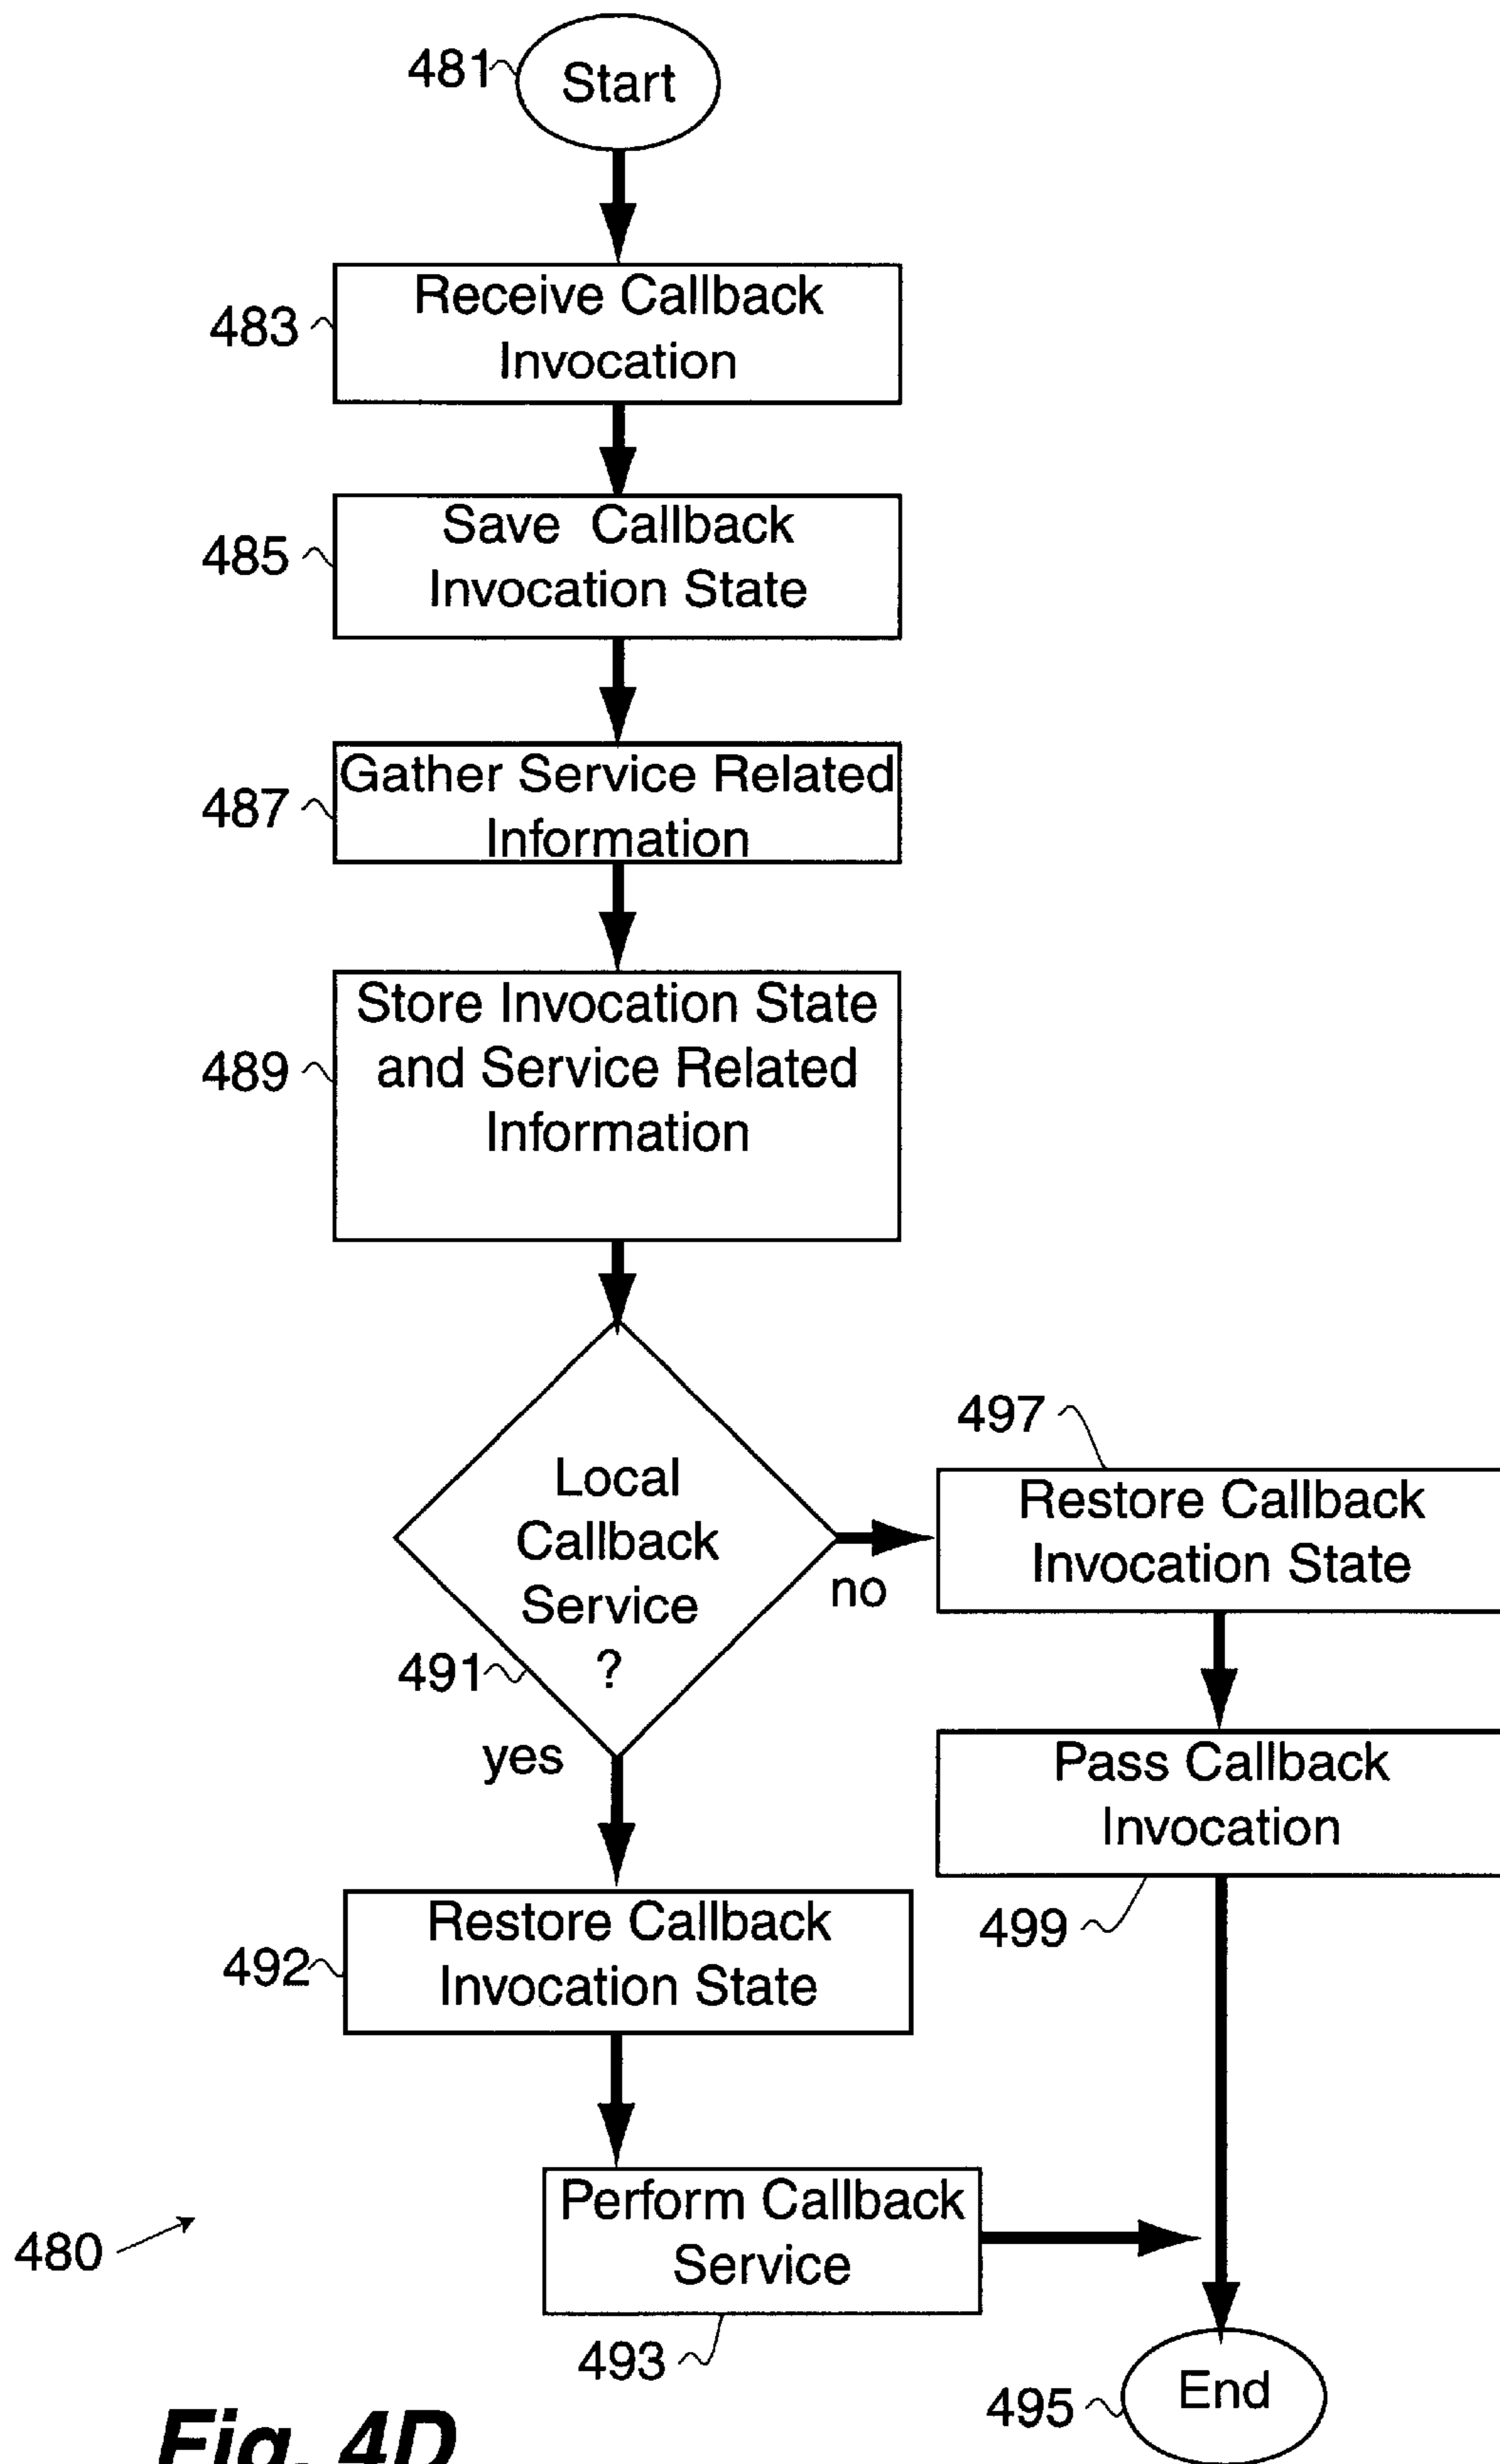 481
Start
483
Receive Callback
Invocation
485
Save Callback
Invocation State
487
Gather Service Related
Information
489
Store Invocation State
and Service Related
Information
Local
Callback
Service
?
491
no
yes
497
Restore Callback
Invocation State
Pass Callback
Invocation
499
492
Restore Callback
Invocation State
480
Perform Callback
Service
493
495
End
Fig. 4D